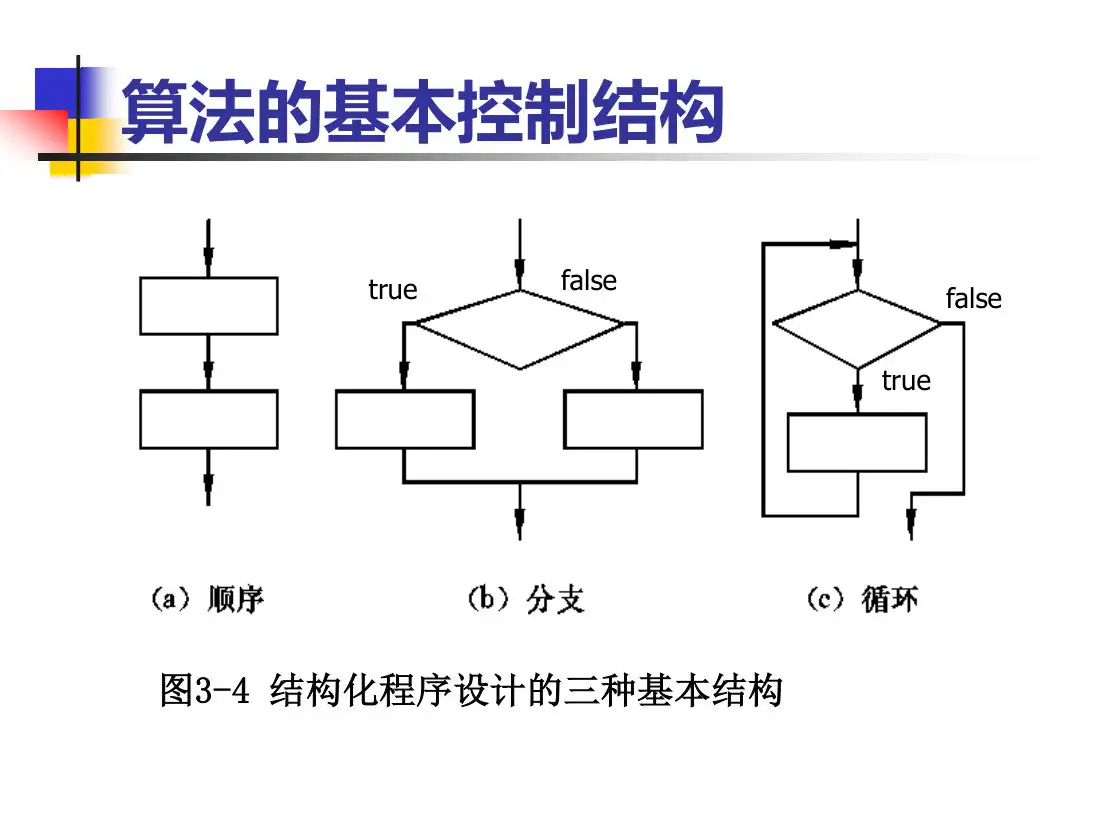 算法的基本控制结构
true
false
false
true
(a) 顺序
(b) 分支
(c) 循环
图3-4 结构化程序设计的三种基本结构